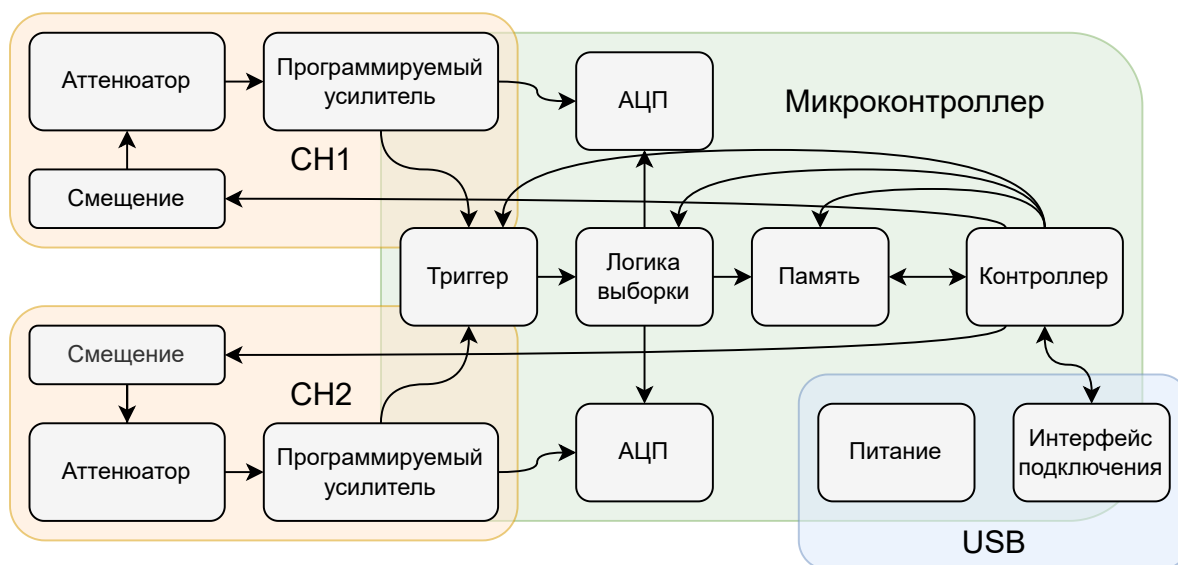 Аттенюатор
Программируемый
усилитель
АЦП
Микроконтроллер
CH1
Смещение
Триггер
Логика
выборки
Память
Контроллер
Смещение
CH2
Аттенюатор
Программируемый
усилитель
АЦП
Питание
Интерфейс
подключения
USB